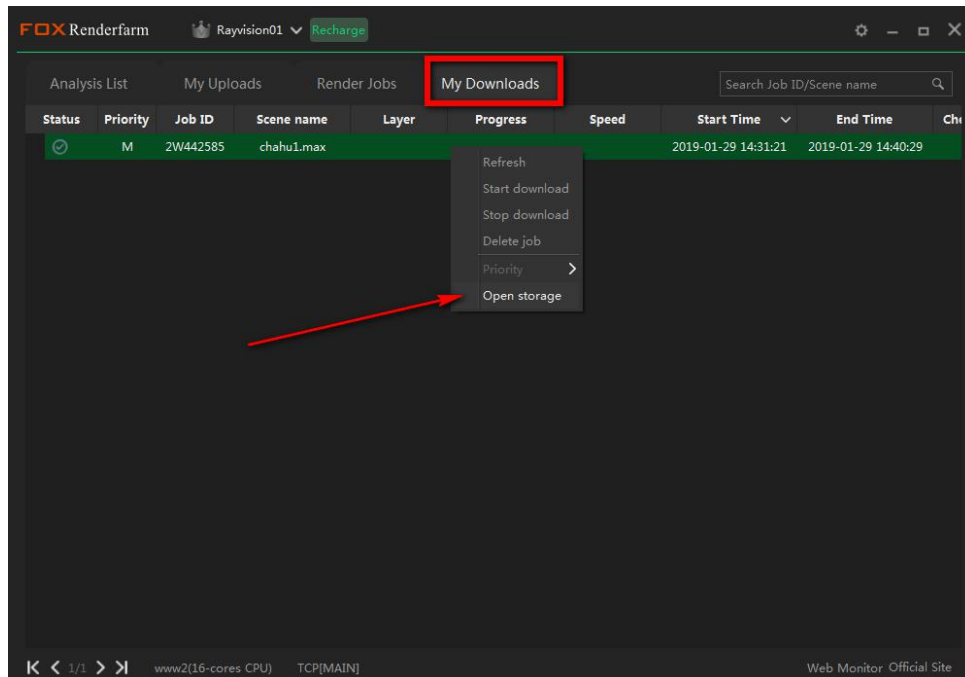 FOX Renderfarm Rayvision01 Recharge
Analysis List My Uploads Render Jobs My Downloads Search Job ID/Scene name
Status Priority Job ID Scene name Layer Progress Speed Start Time End Time Che
M 2W442585 chahu1.max 2019-01-29 14:31:21 2019-01-29 14:40:29
Refresh
Start download
Stop download
Delete job
Priority
Open storage
1/1 www2(16-cores CPU) TCP[MAIN] Web Monitor Official Site